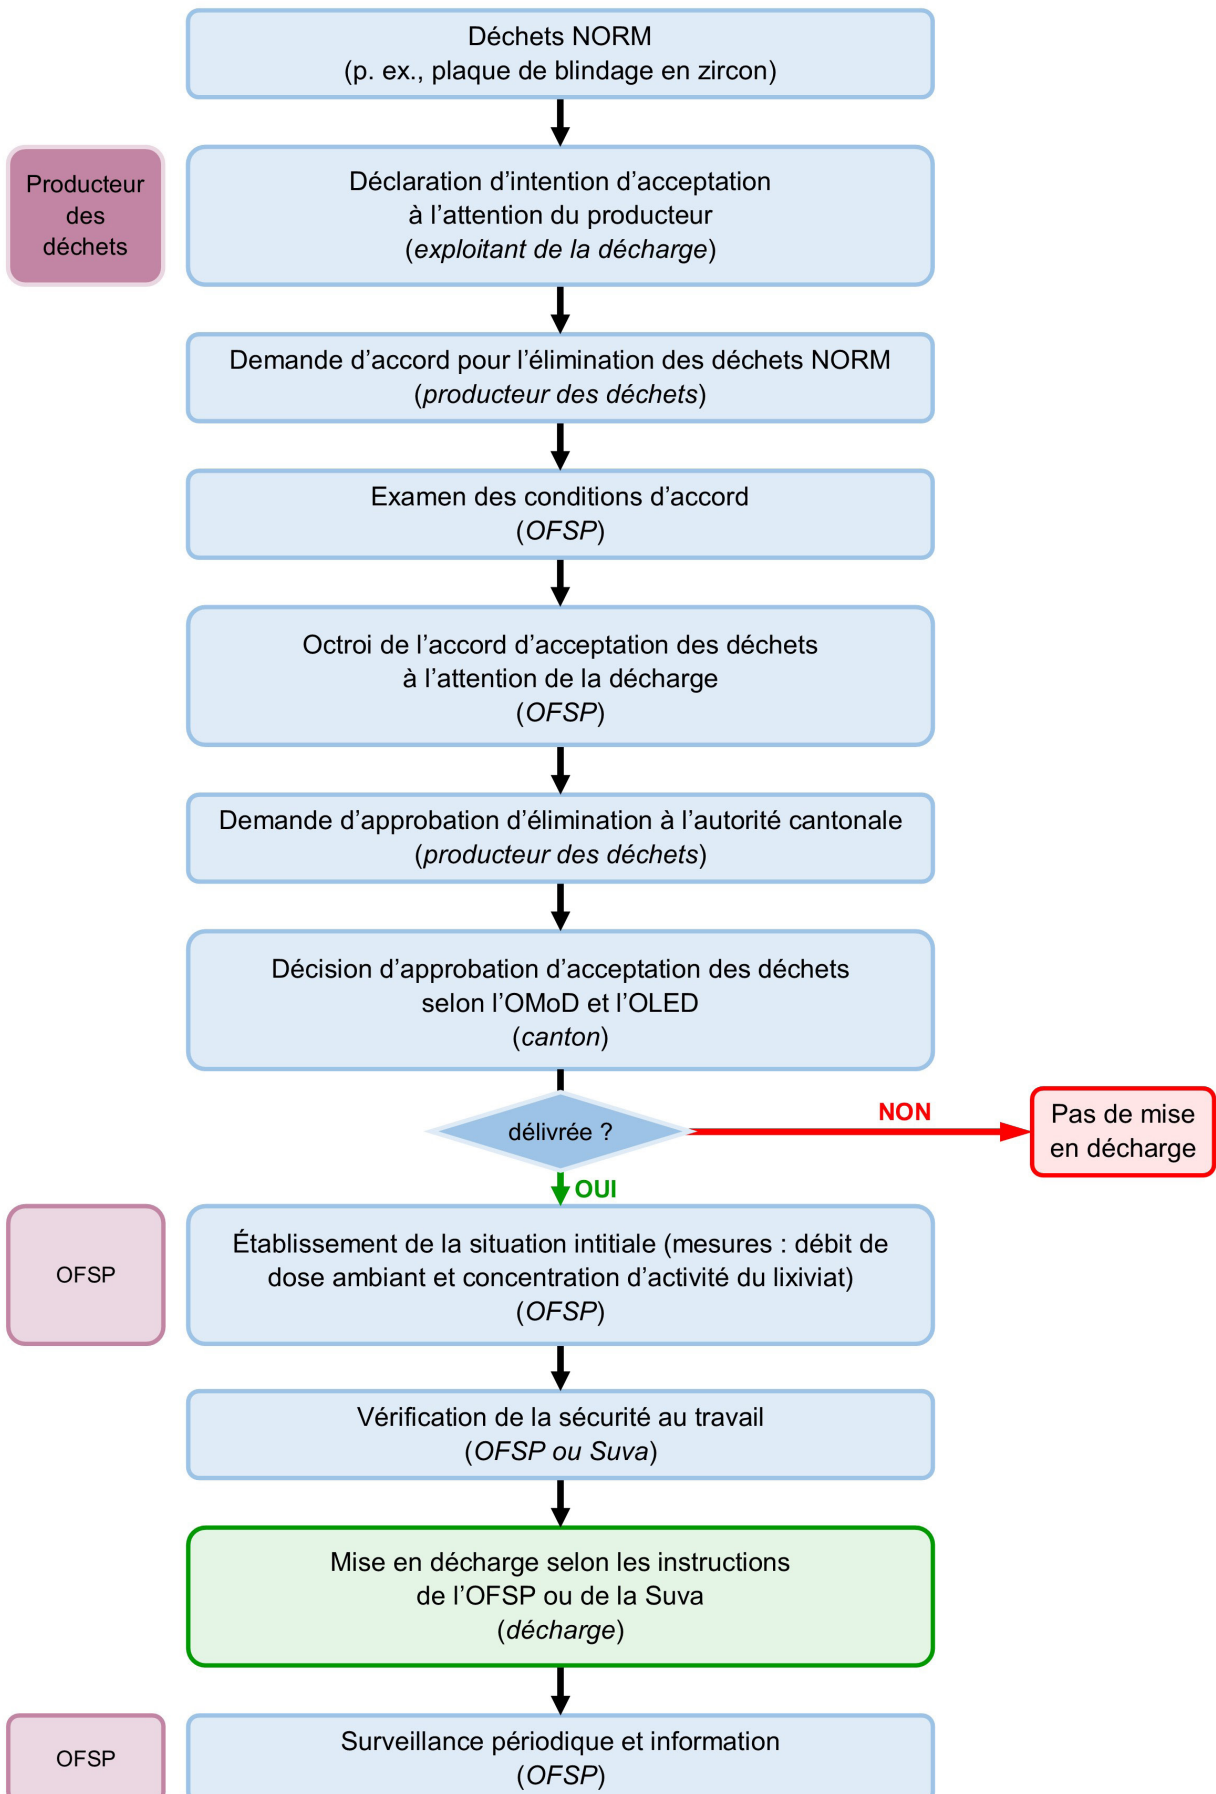 Déchets NORM
(p. ex., plaque de blindage en zircon)
Producteur
des
déchets
Déclaration d’intention d’acceptation
à l’attention du producteur
(exploitant de la décharge)
Demande d’accord pour l’élimination des déchets NORM
(producteur des déchets)
Examen des conditions d’accord
(OFSP)
Octroi de l’accord d’acceptation des déchets
à l’attention de la décharge
(OFSP)
Demande d’approbation d’élimination à l’autorité cantonale
(producteur des déchets)
Décision d’approbation d’acceptation des déchets
selon l’OMoD et l’OLED
(canton)
délivrée ?
NON
Pas de mise
en décharge
OUI
OFSP
Établissement de la situation intitiale (mesures : débit de
dose ambiant et concentration d’activité du lixiviat)
(OFSP)
Vérification de la sécurité au travail
(OFSP ou Suva)
Mise en décharge selon les instructions
de l’OFSP ou de la Suva
(décharge)
OFSP
Surveillance périodique et information
(OFSP)